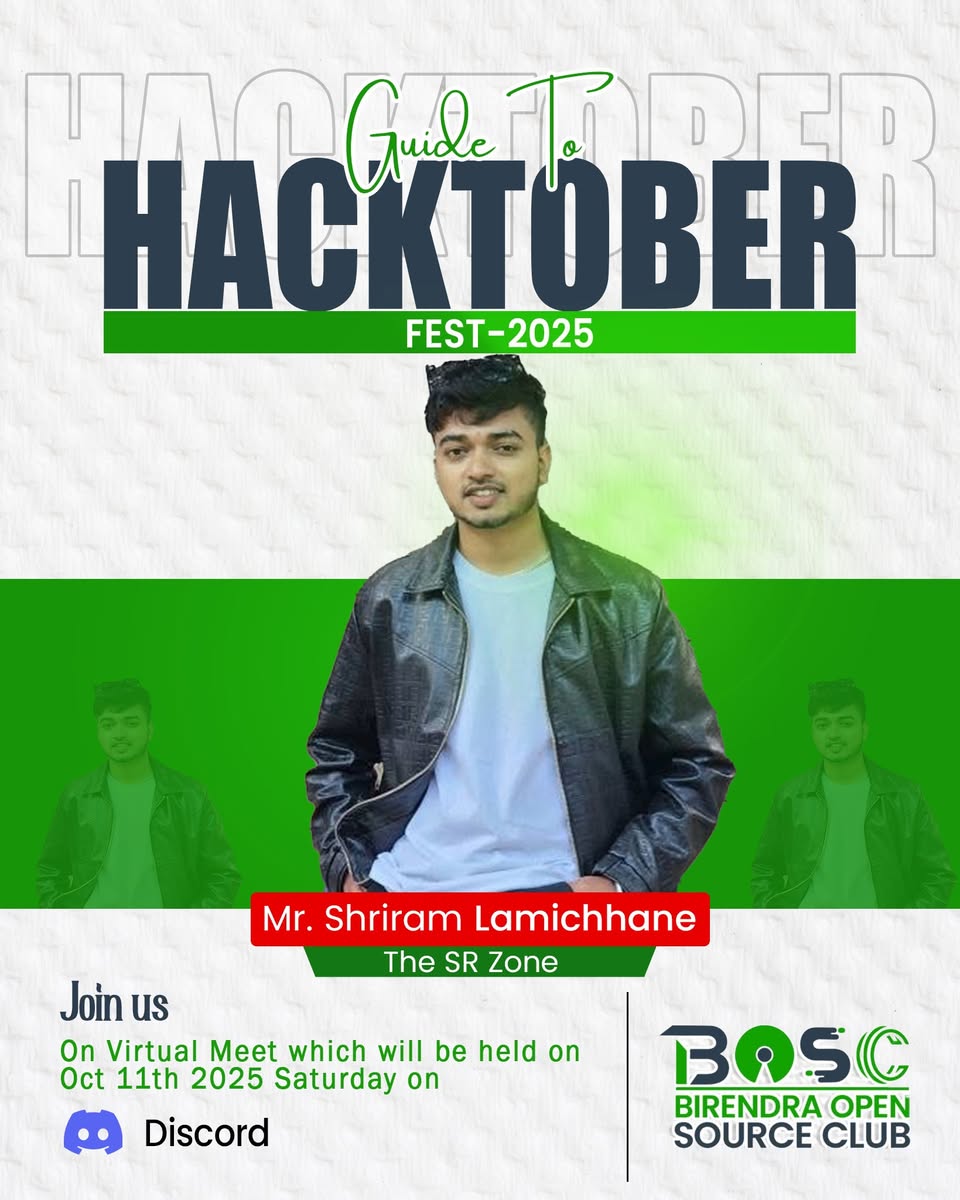 HACKTOBER
Guide To
HACKTOBER
FEST-2025
Mr. Shriram Lamichhane
The SR Zone
Join us
On Virtual Meet which will be held on
Oct 11th 2025 Saturday on
Discord
BOSC
BIRENDRA OPEN
SOURCE CLUB